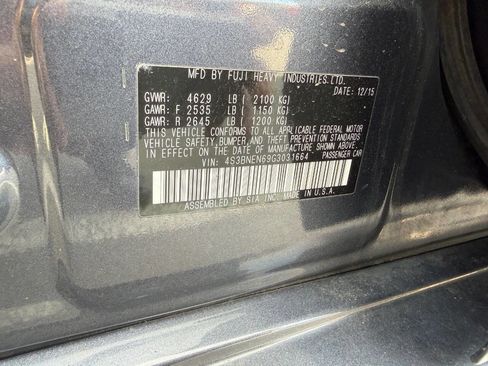 MFD BY FUJI HEAVY INDUSTRIES.LTD.
DATE: 12/15
GVWR: 4629 LB ( 2100 KG)
GAWR: F 2535 LB ( 1150 KG)
GAWR: R 2645 LB ( 1200 KG)
THIS VEHICLE CONFORMS TO ALL APPLICABLE FEDERAL MOTOR
VEHICLE SAFETY, BUMPER, AND THEFT PREVENTION STANDARDS
IN EFFECT ON THE DATE OF MANUFACTURE SHOWN ABOVE.
VIN: 4S3BNEN69G3031664 PASSENGER CAR
ASSEMBLED BY SIA INC. MADE IN U.S.A.